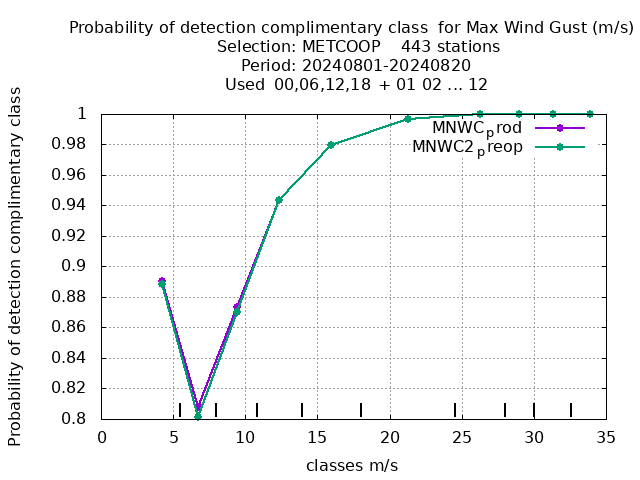 Probability of detection complimentary class  for Max Wind Gust (m/s)
Selection: METCOOP    443 stations
Period: 20240801-20240820
Used  00,06,12,18  + 01 02 ... 12
Probability of detection complimentary class
1
0.98
0.96
0.94
0.92
0.9
0.88
0.86
0.84
0.82
0.8
MNWCprod
MNWC2preop
0 5 10 15 20 25 30 35
classes m/s